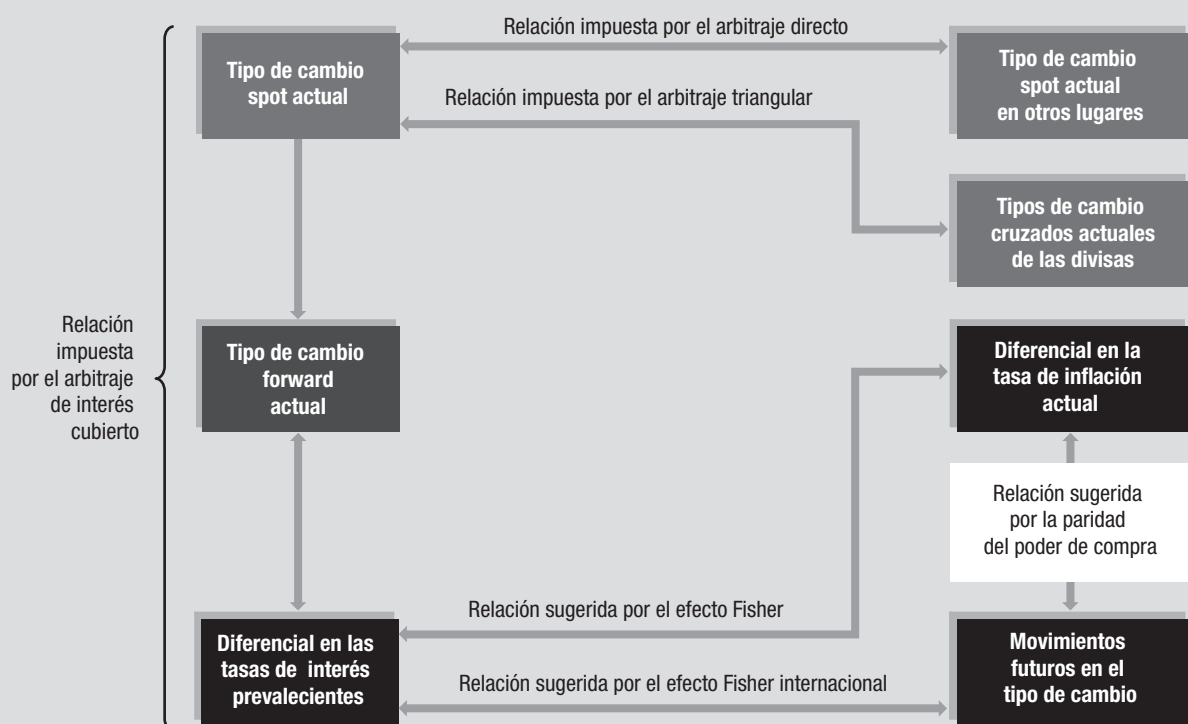 Relación impuesta por el arbitraje directo
Tipo de cambio
spot actual
Tipo de cambio
spot actual
en otros lugares
Relación impuesta por el arbitraje triangular
Tipos de cambio
cruzados actuales
de las divisas
Relación
impuesta
por el arbitraje
de interés
cubierto
Tipo de cambio
forward
actual
Diferencial en la
tasa de inflación
actual
Relación sugerida
por la paridad
del poder de compra
Relación sugerida por el efecto Fisher
Diferencial en las
tasas de interés
prevalecientes
Movimientos
futuros en el
tipo de cambio
Relación sugerida por el efecto Fisher internacional